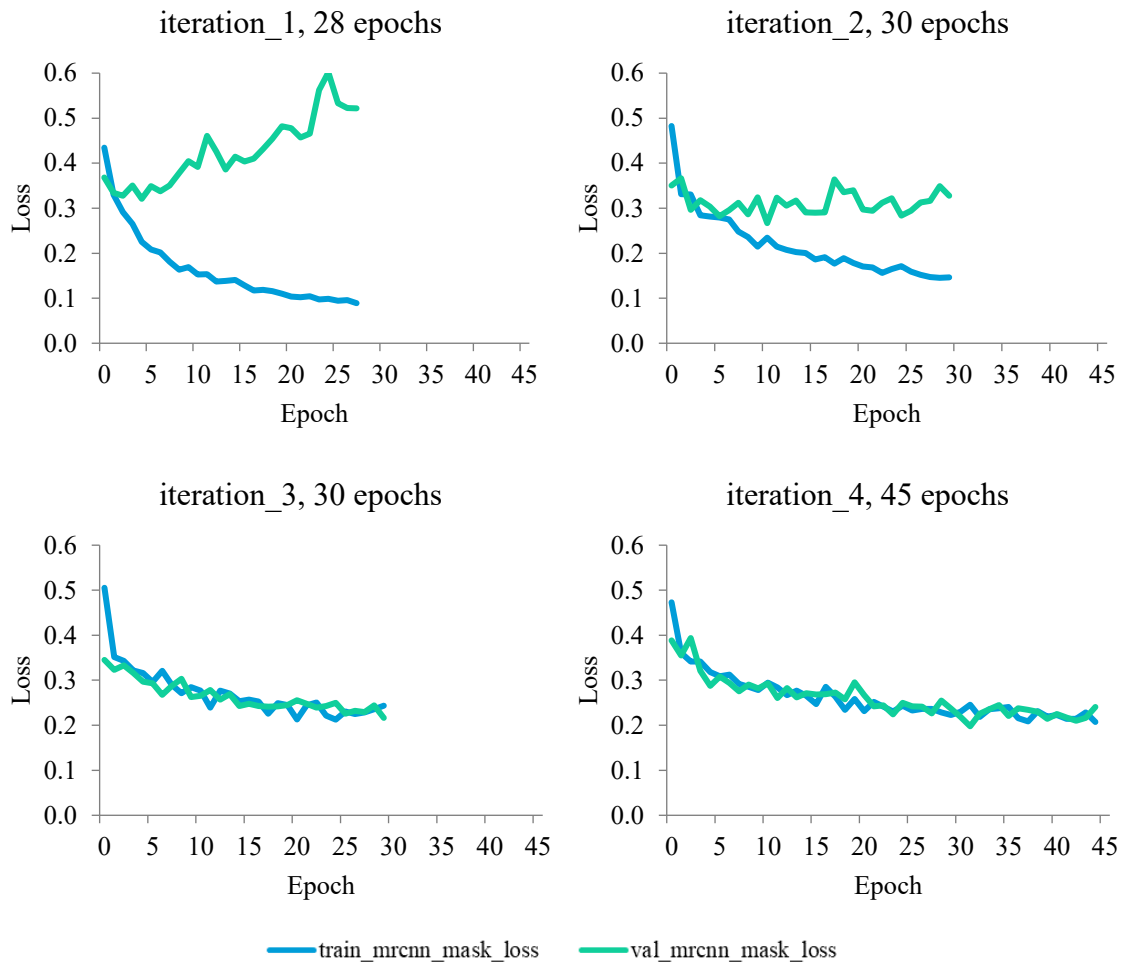 iteration_1, 28 epochs
0.6
0.5
0.4
0.3
0.2
0.1
0.0
Loss
0 5 10 15 20 25 30 35 40 45
Epoch
iteration_2, 30 epochs
0.6
0.5
0.4
0.3
0.2
0.1
0.0
Loss
0 5 10 15 20 25 30 35 40 45
Epoch
iteration_3, 30 epochs
0.6
0.5
0.4
0.3
0.2
0.1
0.0
Loss
0 5 10 15 20 25 30 35 40 45
Epoch
iteration_4, 45 epochs
0.6
0.5
0.4
0.3
0.2
0.1
0.0
Loss
0 5 10 15 20 25 30 35 40 45
Epoch
train_mrcnn_mask_loss val_mrcnn_mask_loss